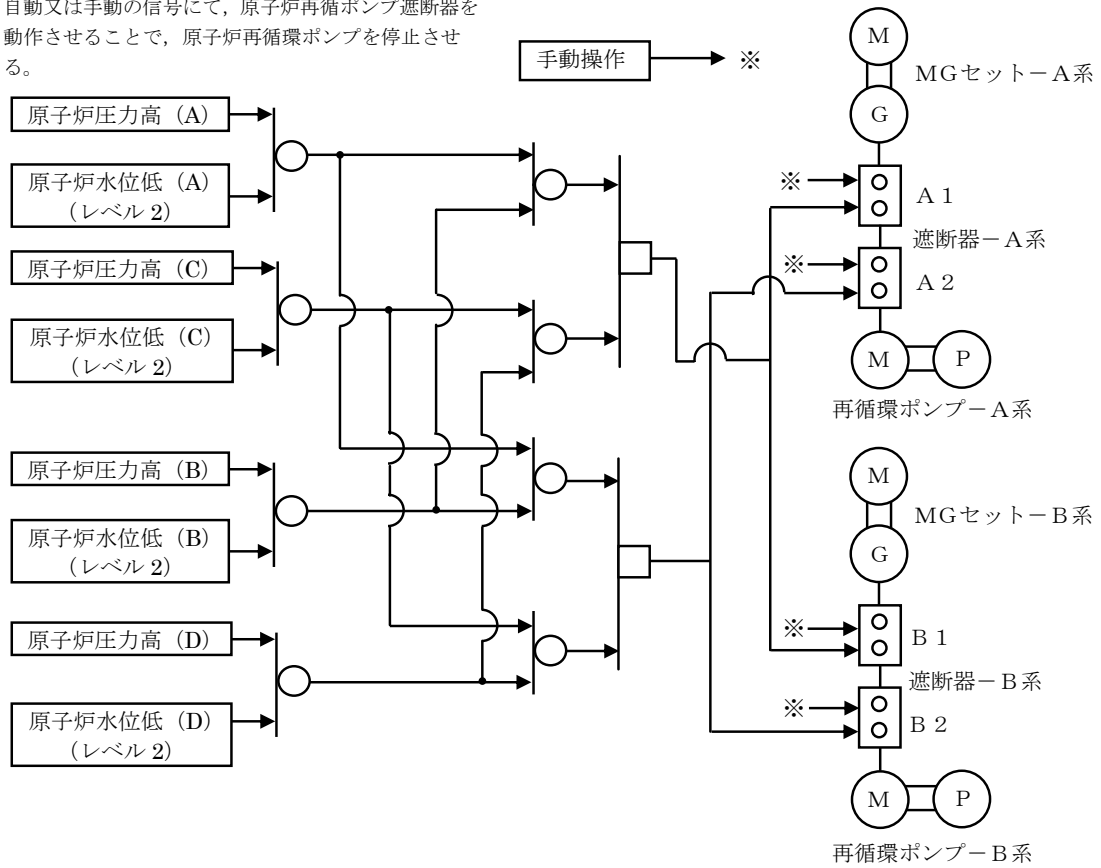 自動又は手動の信号にて，原子炉再循ポンプ遮断器を
動作させることで，原子炉再循環ポンプを停止させ
る。
手動操作
※
原子炉圧力高（A）
原子炉水位低（A）
（レベル 2）
原子炉圧力高（C）
原子炉水位低（C）
（レベル 2）
原子炉圧力高（B）
原子炉水位低（B）
（レベル 2）
原子炉圧力高（D）
原子炉水位低（D）
（レベル 2）
M
MGセット－A系
G
※
A1
遮断器－A系
※
A2
M
P
再循環ポンプ－A系
M
MGセット－B系
G
※
B1
遮断器－B系
※
B2
M
P
再循環ポンプ－B系